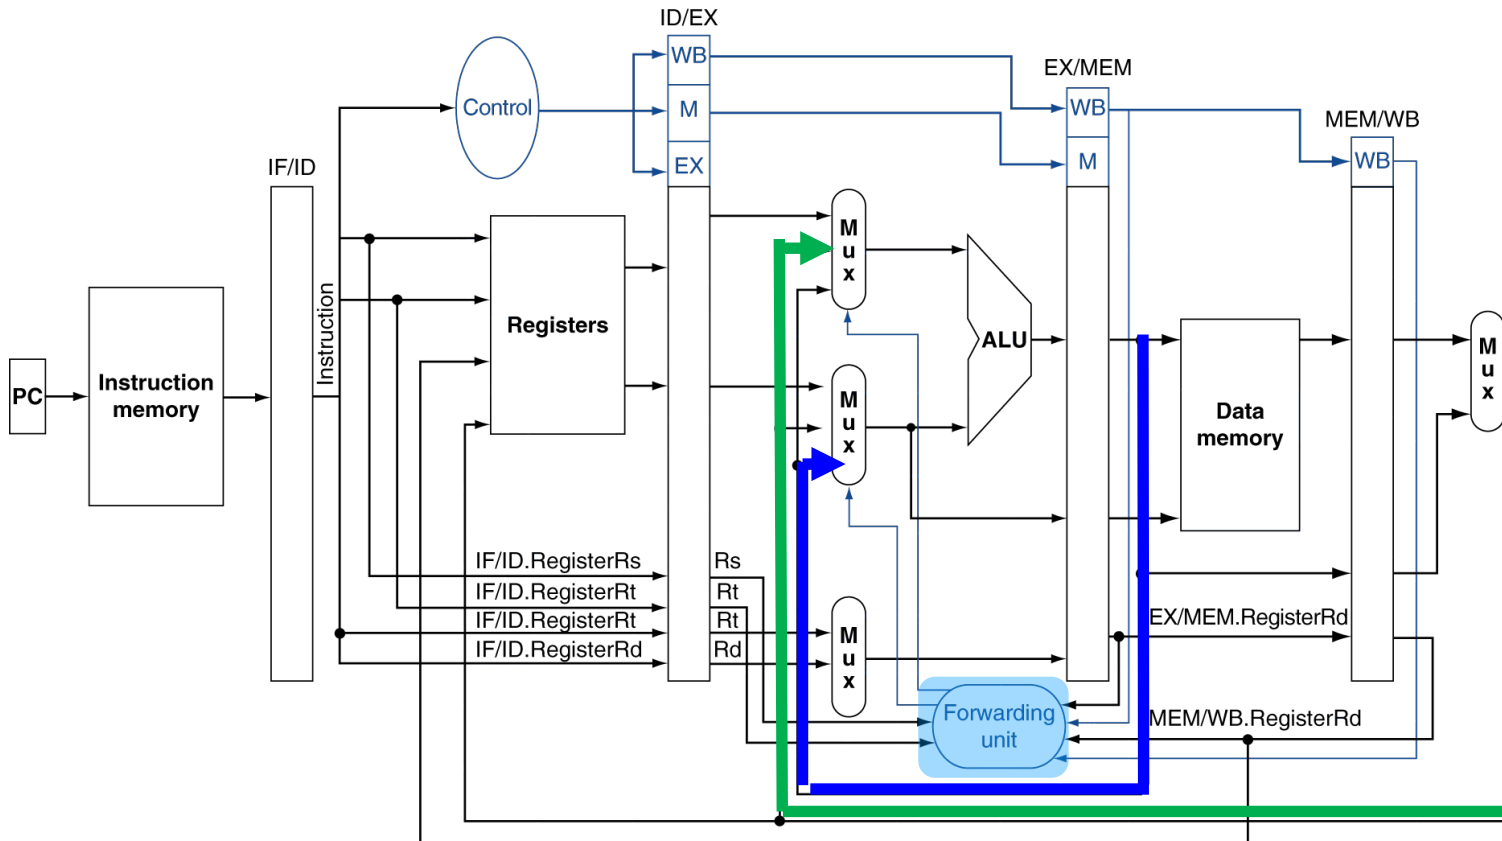 ID/EX
WB
EX/MEM
Control
M
WB
MEM/WB
IF/ID
EX
M
WB
M
u
x
Instruction
Registers
ALU
M
u
x
PC
Instruction
memory
M
u
x
Data
memory
IF/ID.RegisterRs
Rs
IF/ID.RegisterRt
Rt
IF/ID.RegisterRt
Rt
EX/MEM.RegisterRd
IF/ID.RegisterRd
Rd
M
u
x
Forwarding
unit
MEM/WB.RegisterRd